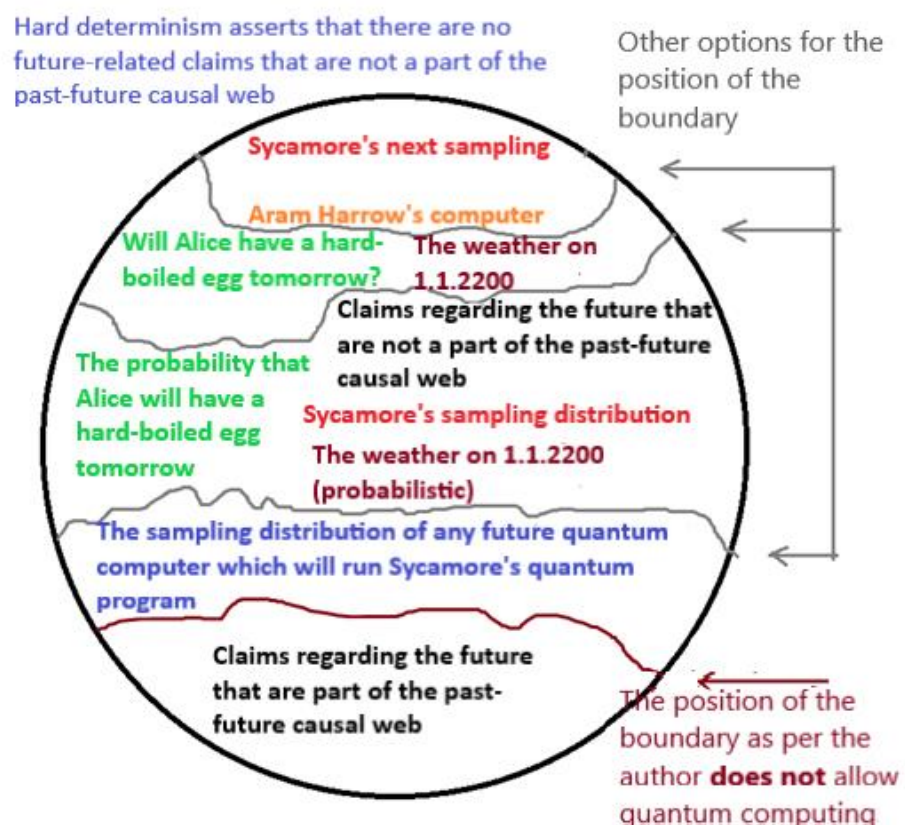 Hard determinism asserts that there are no
future-related claims that are not a part of the
past-future causal web
Other options for the
position of the
boundary
Sycamore's next sampling
Aram Harrow's computer
Will Alice have a hard-
boiled egg tomorrow?
The weather on
1.1.2200
Claims regarding the future that
are not a part of the past-future
causal web
The probability that
Alice will have a
hard-boiled egg
tomorrow
Sycamore's sampling distribution
The weather on 1.1.2200
(probabilistic)
The sampling distribution of any future quantum
computer which will run Sycamore's quantum
program
Claims regarding the future
that are part of the past-
future causal web
The position of the
boundary as per the
author does not allow
quantum computing